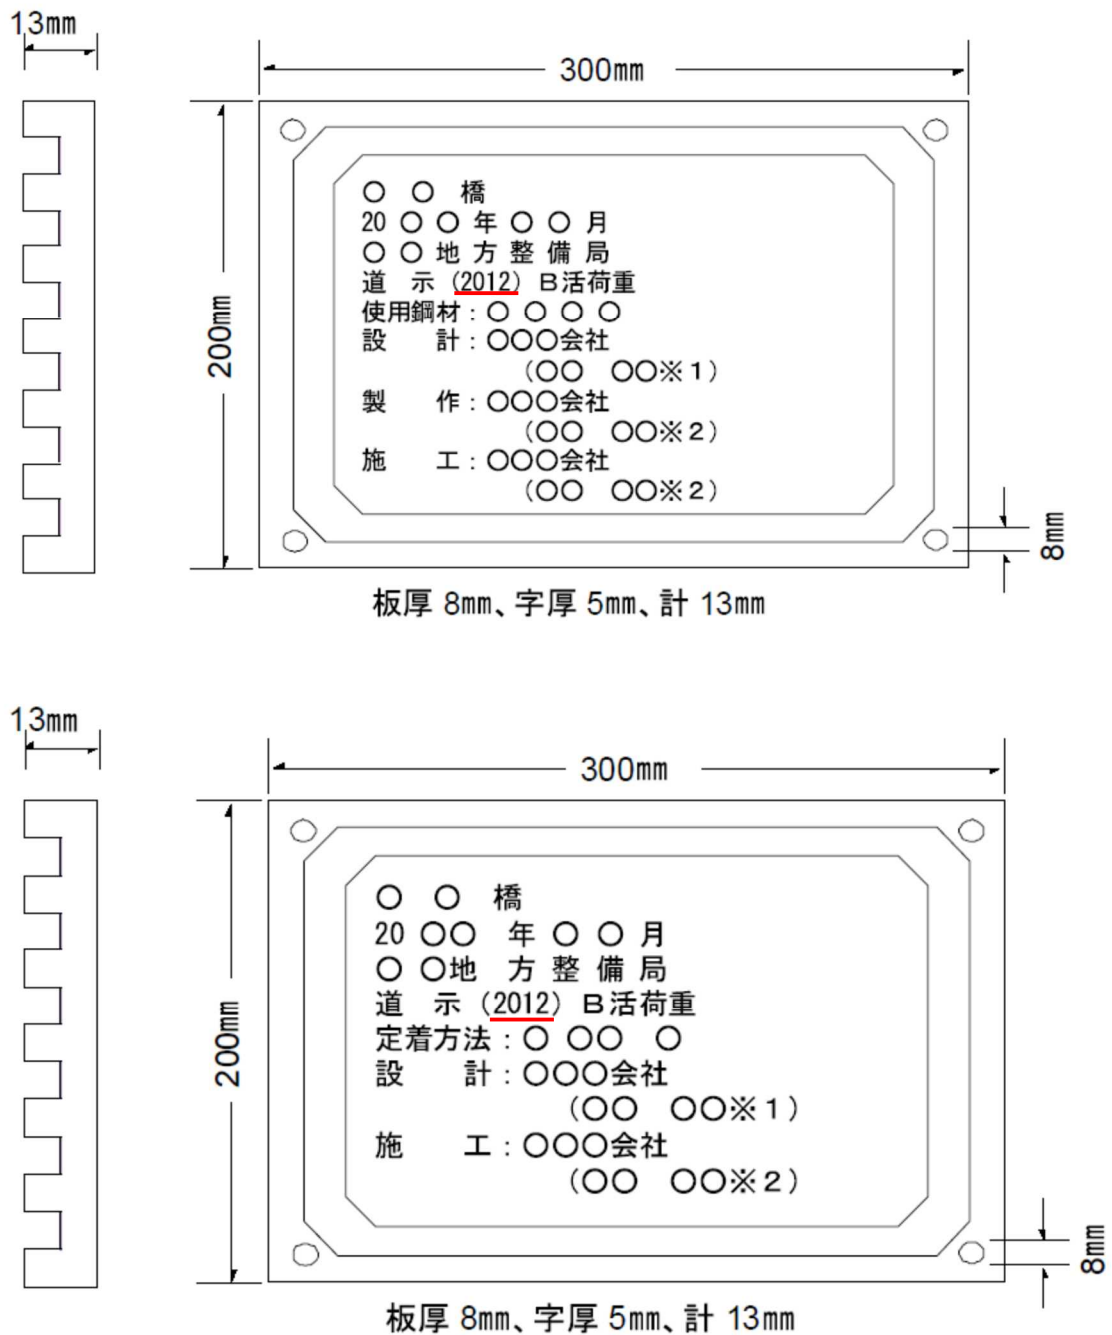 13mm
300mm
200mm
○ ○ 橋
20 ○ ○ 年 ○ ○ 月
○ ○ 地 方 整 備 局
道 示 (2012) B活荷重
使用鋼材：○ ○ ○ ○
設 計：○○○会社
（○○ ○○※１）
製 作：○○○会社
（○○ ○○※２）
施 工：○○○会社
（○○ ○○※２）
8mm
板厚 8mm、字厚 5mm、計 13mm
13mm
300mm
200mm
○ ○ 橋
20 ○○ 年 ○ ○ 月
○ ○地 方 整 備 局
道 示 (2012) B活荷重
定着方法：○ ○○ ○
設 計：○○○会社
（○○ ○○※１）
施 工：○○○会社
（○○ ○○※２）
8mm
板厚 8mm、字厚 5mm、計 13mm